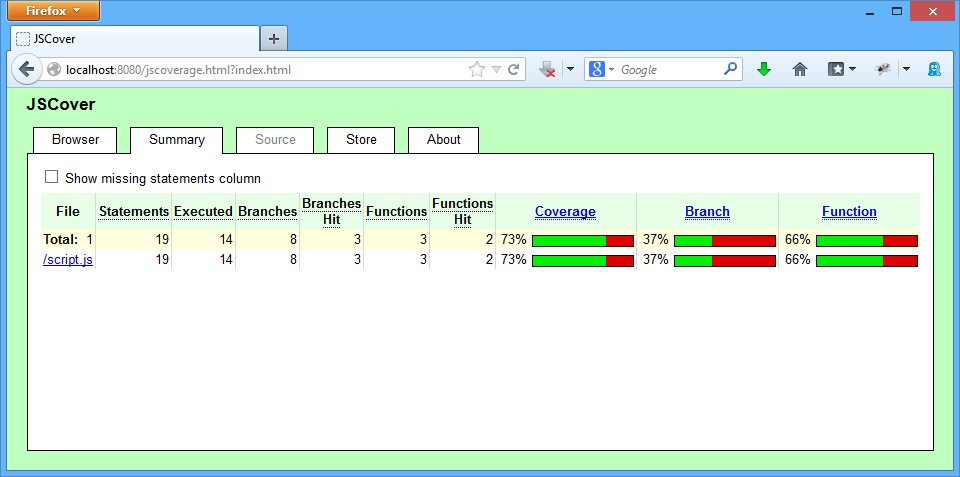 Firefox
JSCover
localhost:8080/jscoverage.html?index.html
Google
JSCover
Browser Summary Source Store About
Show missing statements column
File Statements Executed Branches Branches Hit Functions Functions Hit Coverage Branch Function
Total: 1 19 14 8 3 3 2 73% 37% 66%
/script.js 19 14 8 3 3 2 73% 37% 66%